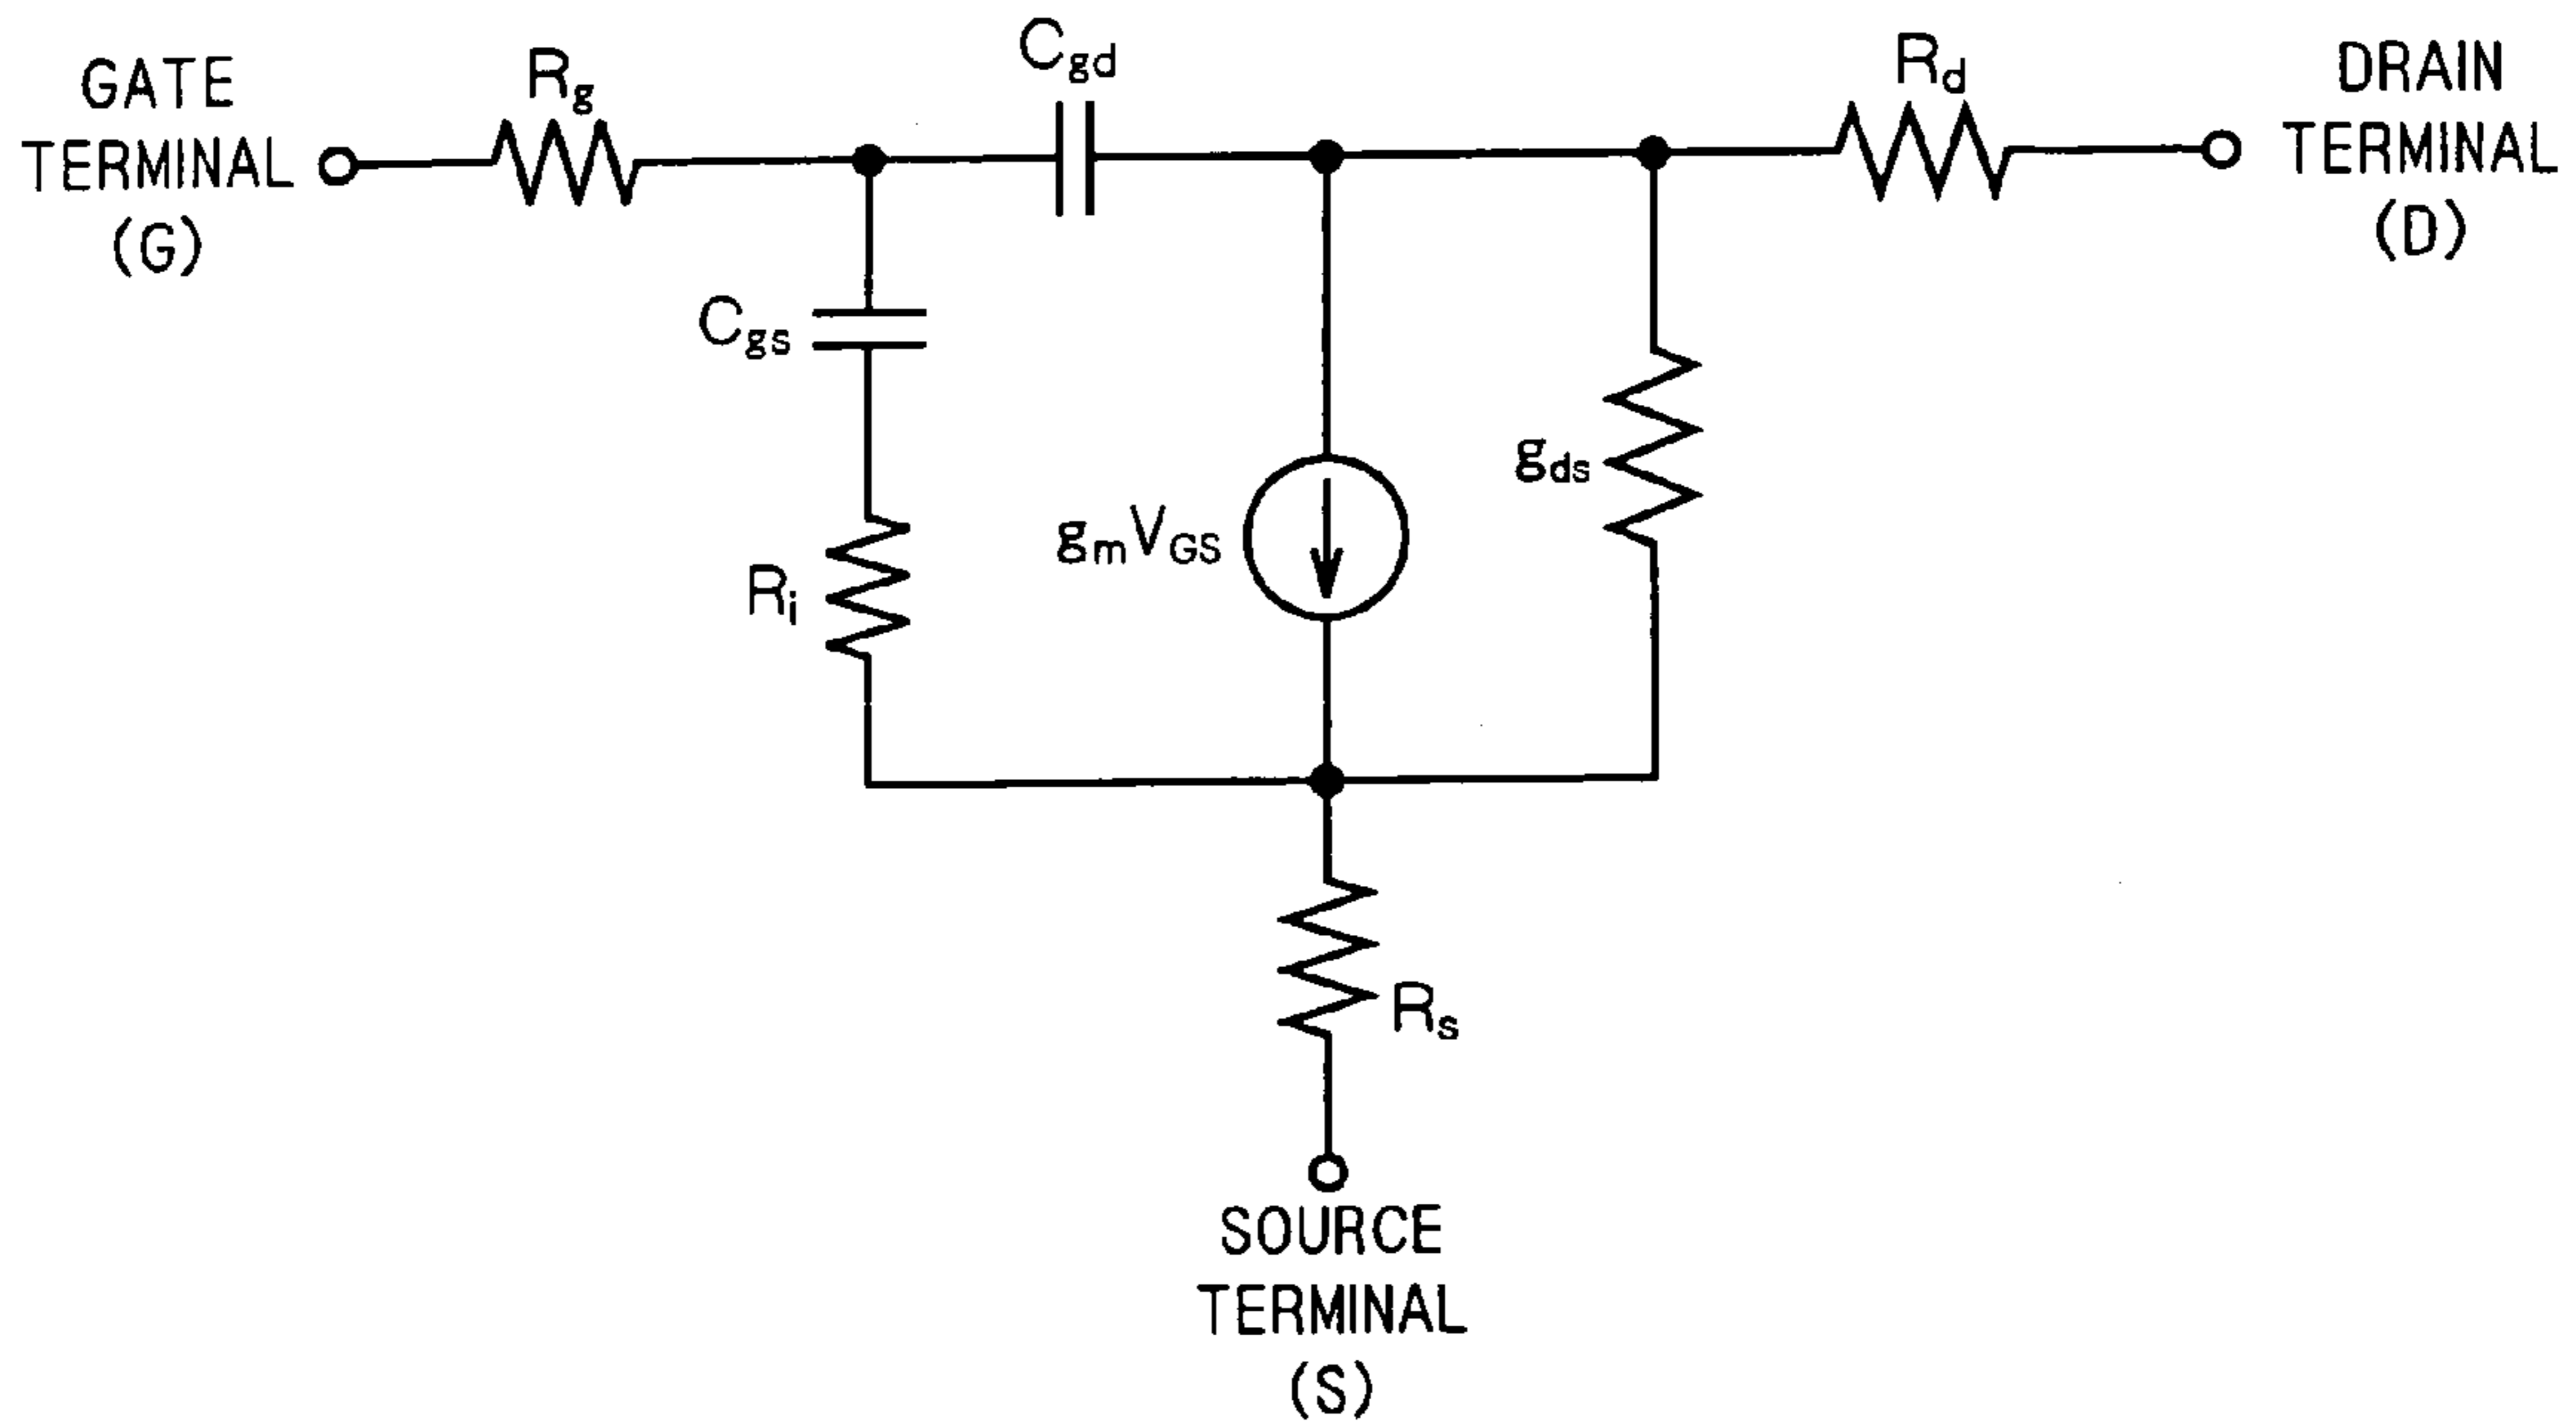 GATE
TERMINAL
(G)
Rg
Cgd
Rd
DRAIN
TERMINAL
(D)
Cgs
Ri
gmVGS
gds
Rs
SOURCE
TERMINAL
(S)